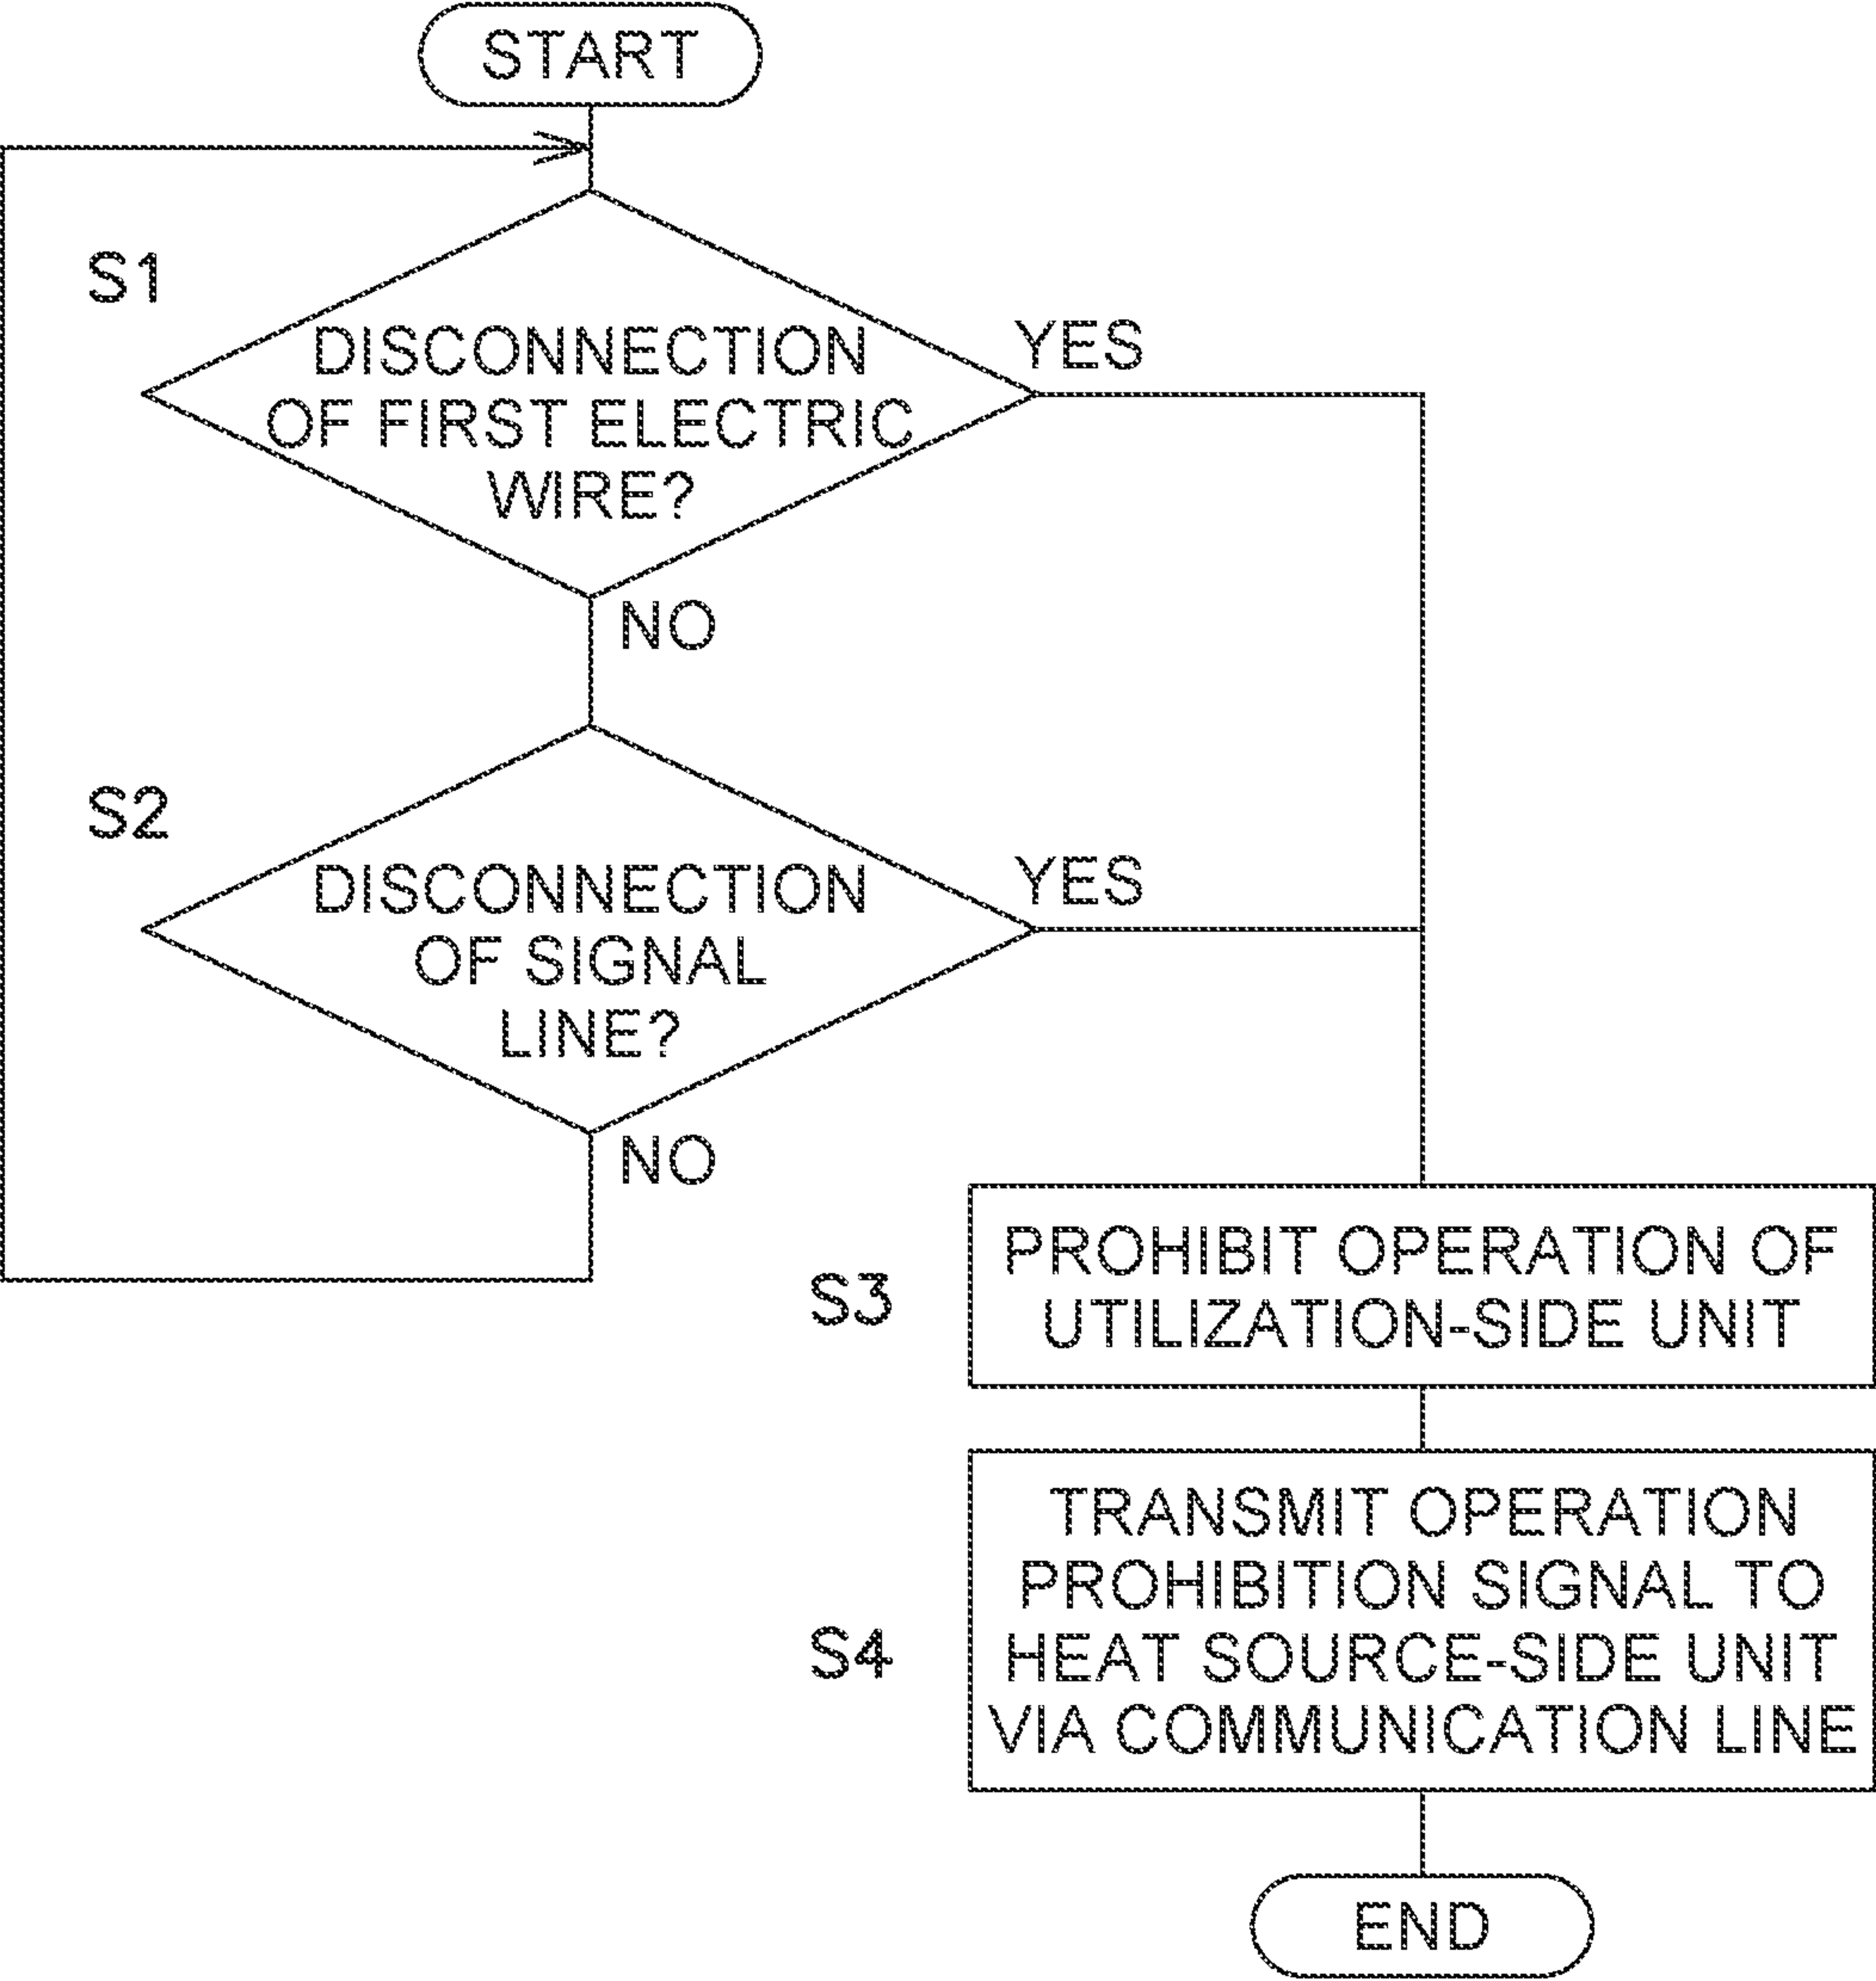 START
S1
DISCONNECTION
OF FIRST ELECTRIC
WIRE?
YES
NO
S2
DISCONNECTION
OF SIGNAL
LINE?
YES
NO
S3
PROHIBIT OPERATION OF
UTILIZATION-SIDE UNIT
S4
TRANSMIT OPERATION
PROHIBITION SIGNAL TO
HEAT SOURCE-SIDE UNIT
VIA COMMUNICATION LINE
END